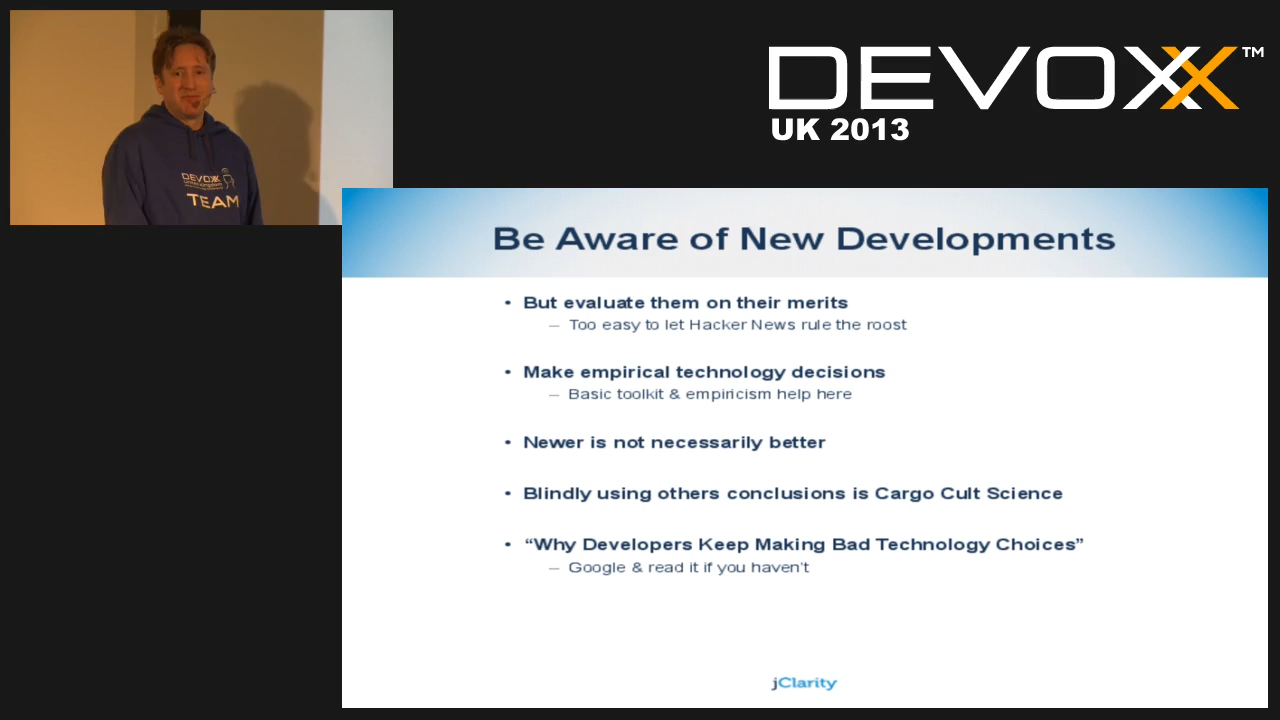 DEVOXX™
UK 2013
DEVOXX
TEAM
Be Aware of New Developments
• But evaluate them on their merits
– Too easy to let Hacker News rule the roost
• Make empirical technology decisions
– Basic toolkit & empiricism help here
• Newer is not necessarily better
• Blindly using others conclusions is Cargo Cult Science
• “Why Developers Keep Making Bad Technology Choices”
– Google & read it if you haven't
jClarity